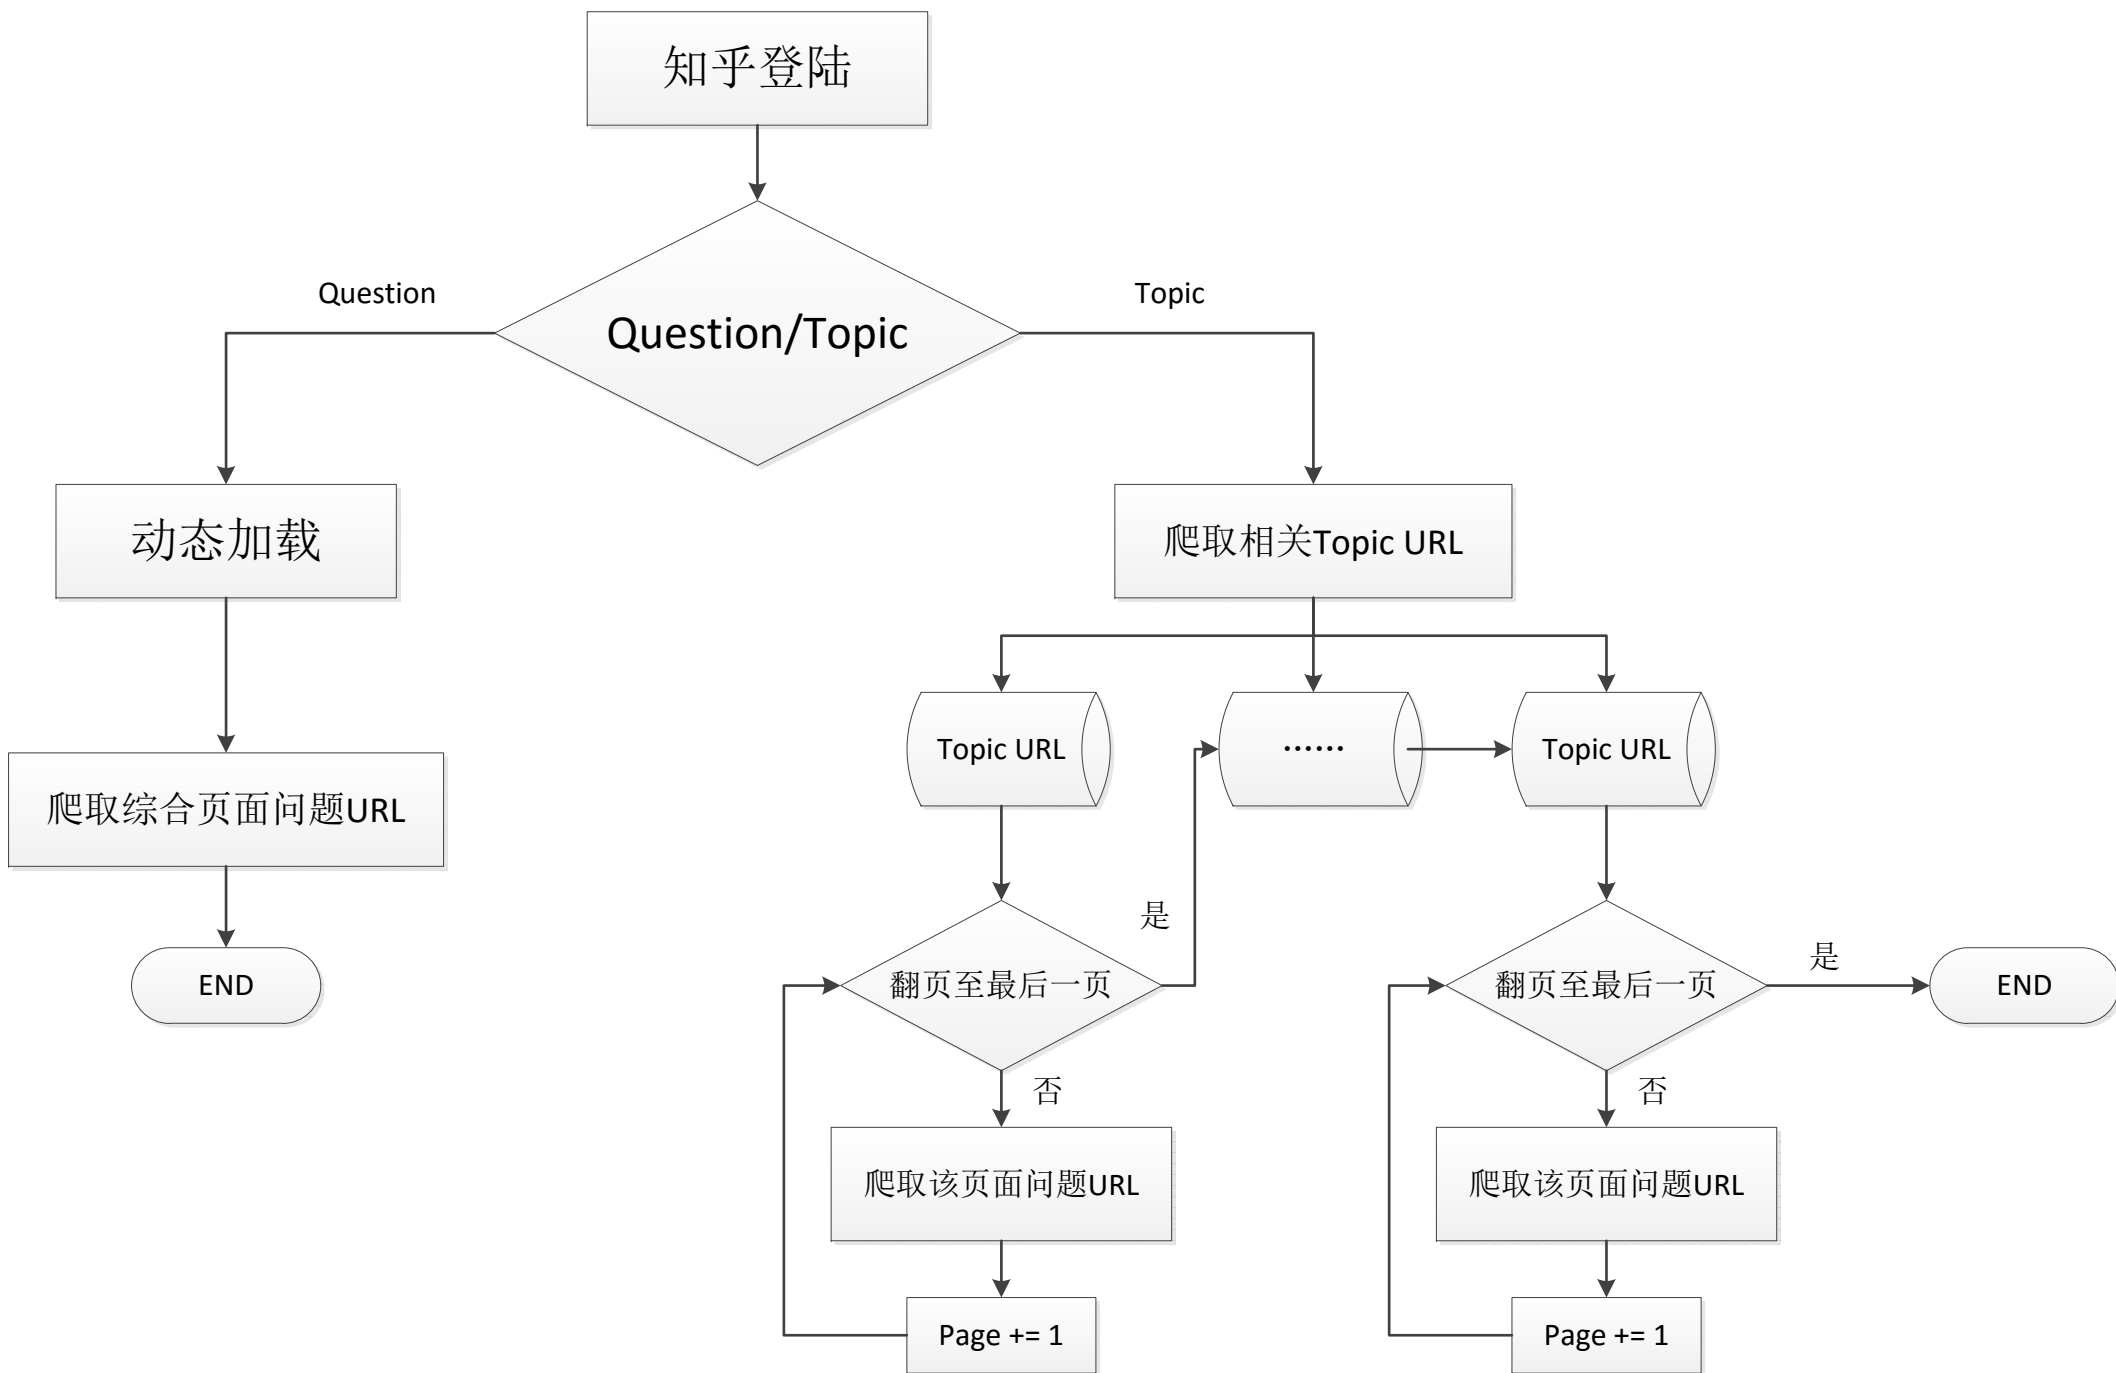 知乎登陆
Question
Topic
Question/Topic
动态加载
爬取相关Topic URL
Topic URL
······
Topic URL
爬取综合页面问题URL
是
是
END
翻页至最后一页
翻页至最后一页
END
否
否
爬取该页面问题URL
爬取该页面问题URL
Page += 1
Page += 1